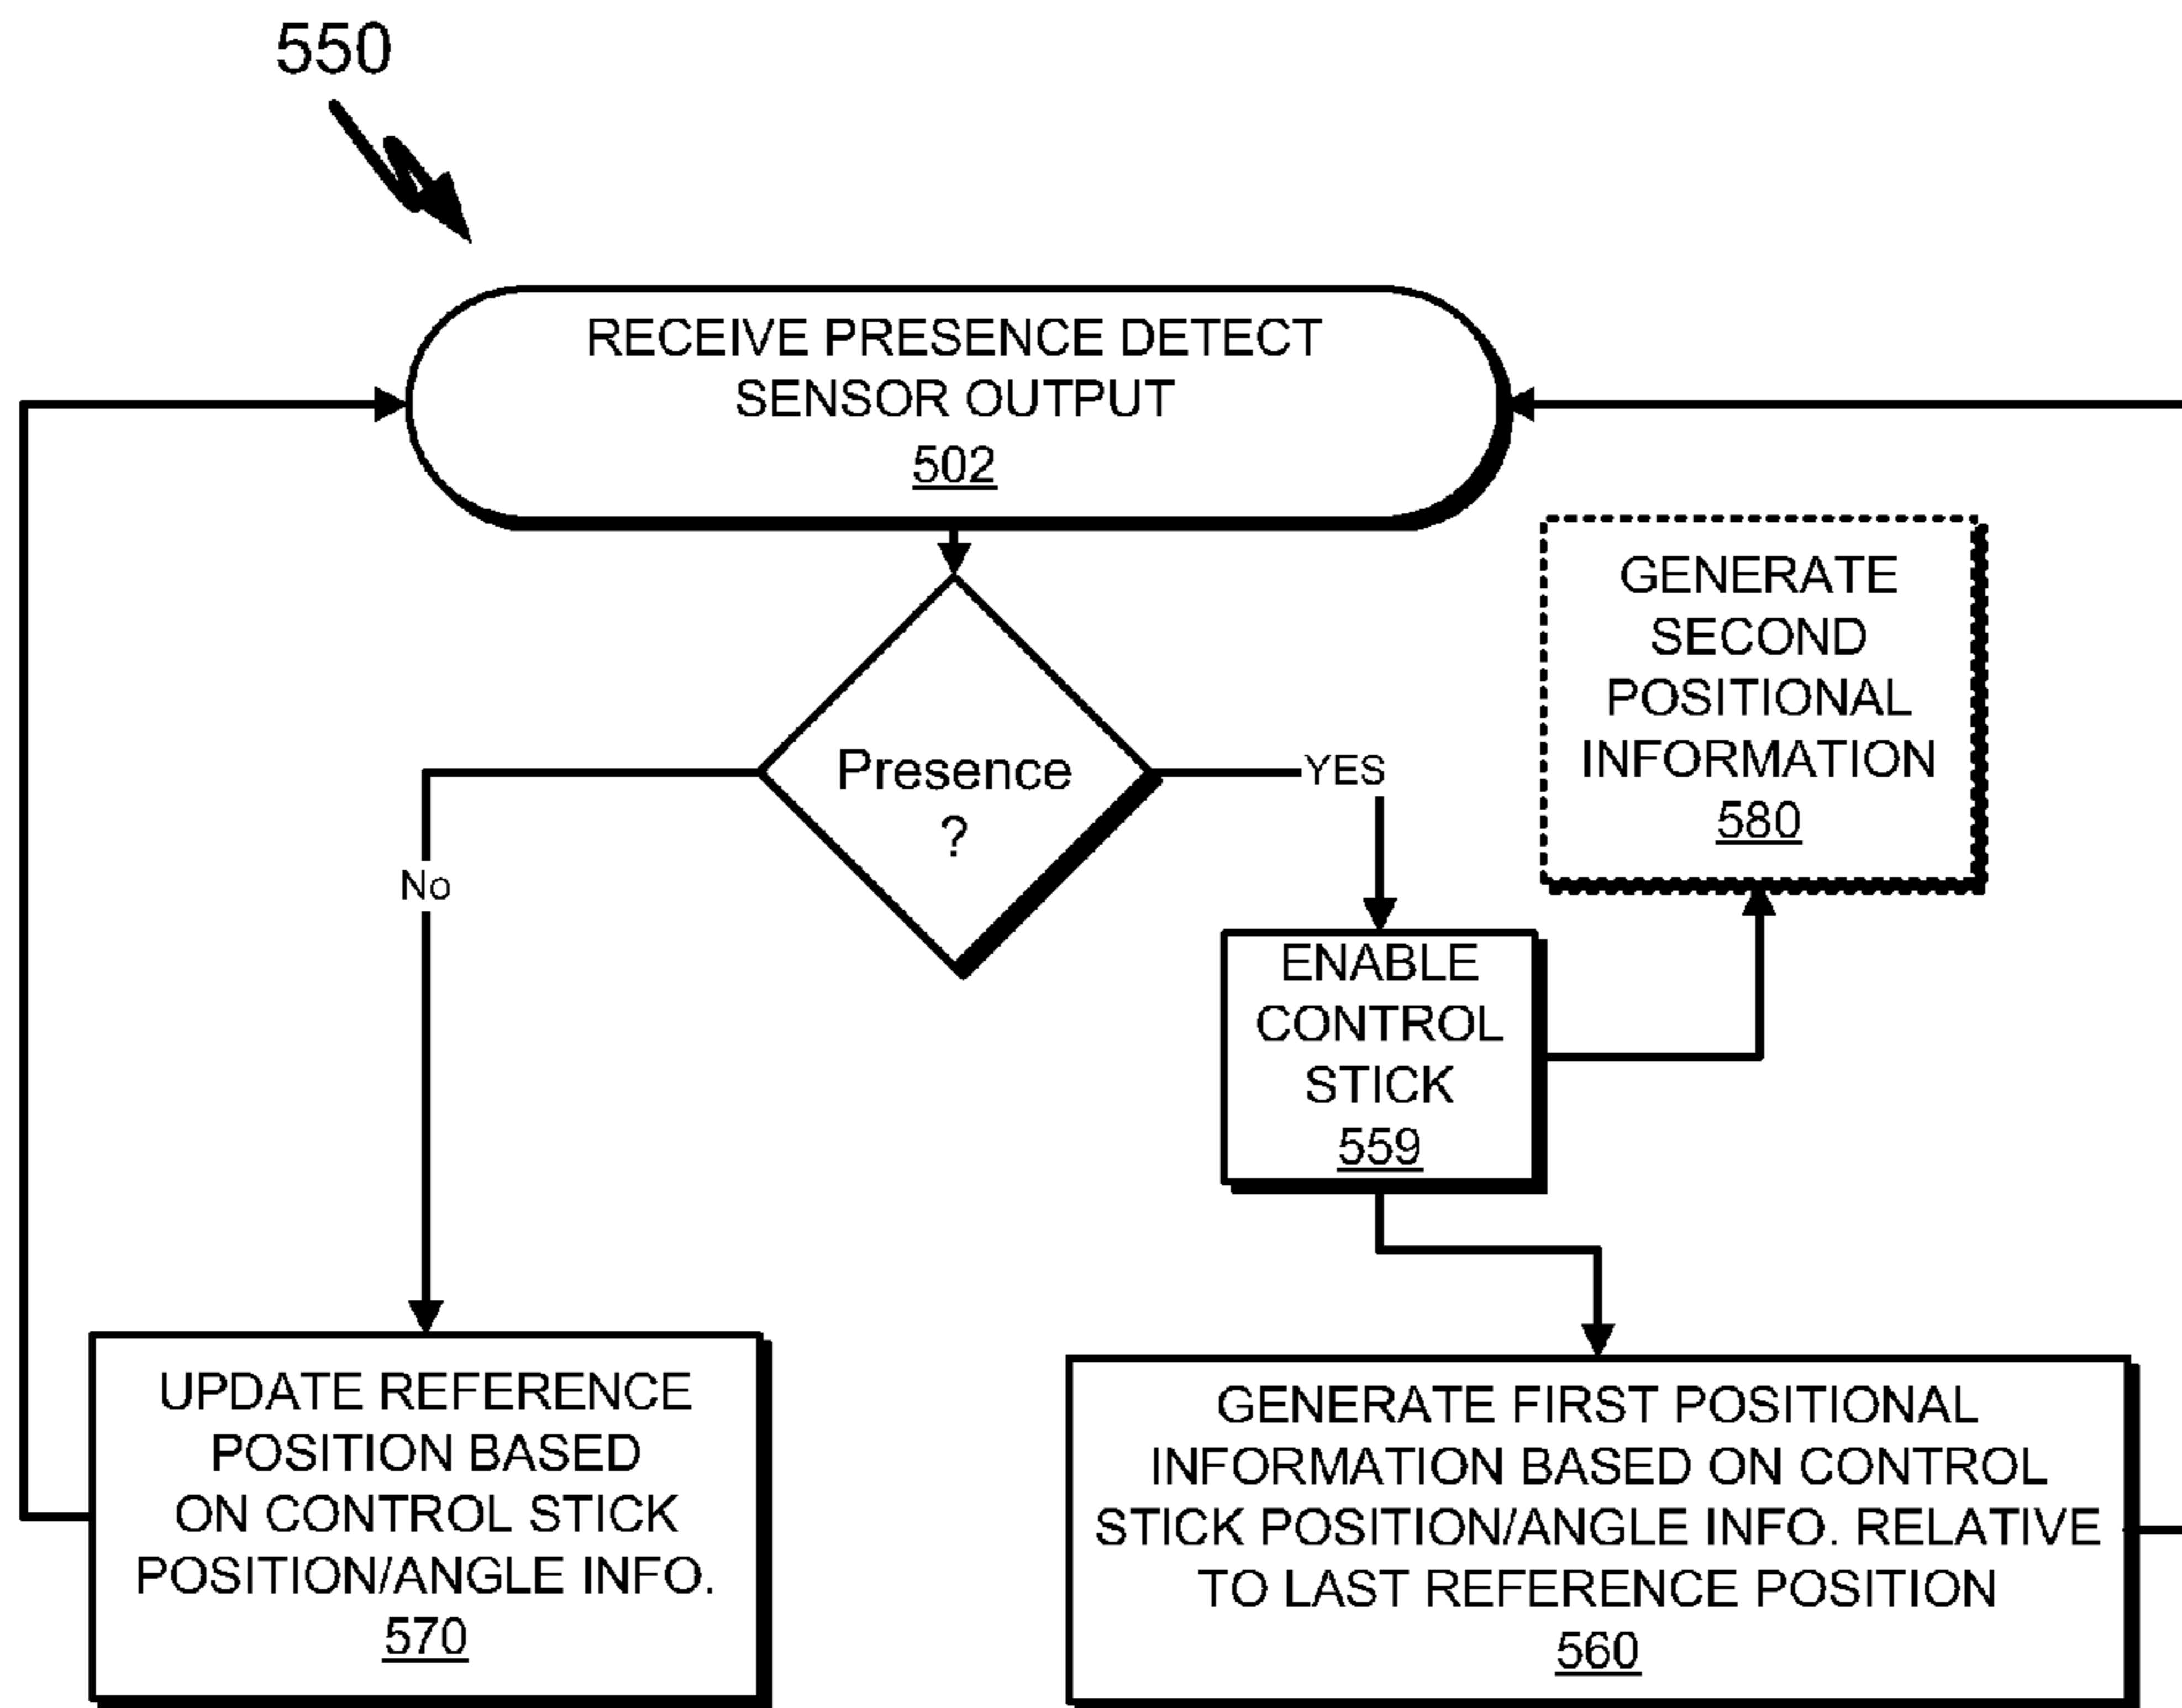 550
RECEIVE PRESENCE DETECT
SENSOR OUTPUT
502
Presence
?
YES
No
GENERATE
SECOND
POSITIONAL
INFORMATION
580
ENABLE
CONTROL
STICK
559
UPDATE REFERENCE
POSITION BASED
ON CONTROL STICK
POSITION/ANGLE INFO.
570
GENERATE FIRST POSITIONAL
INFORMATION BASED ON CONTROL
STICK POSITION/ANGLE INFO. RELATIVE
TO LAST REFERENCE POSITION
560